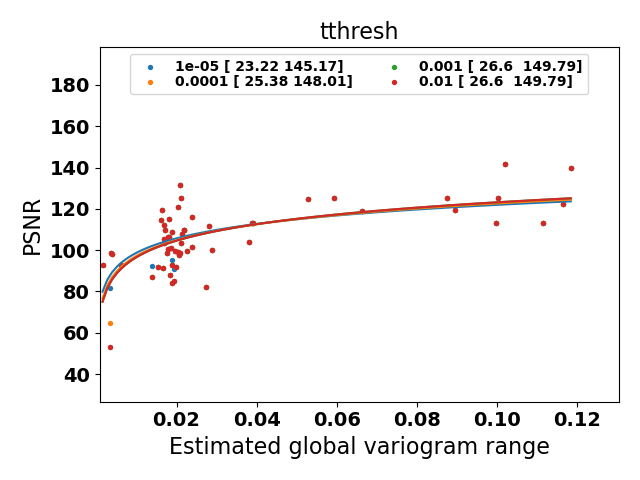 tthresh
1e-05 [ 23.22 145.17]
0.0001 [ 25.38 148.01]
0.001 [ 26.6  149.79]
0.01 [ 26.6  149.79]
PSNR
180
160
140
120
100
80
60
40
0.02 0.04 0.06 0.08 0.10 0.12
Estimated global variogram range